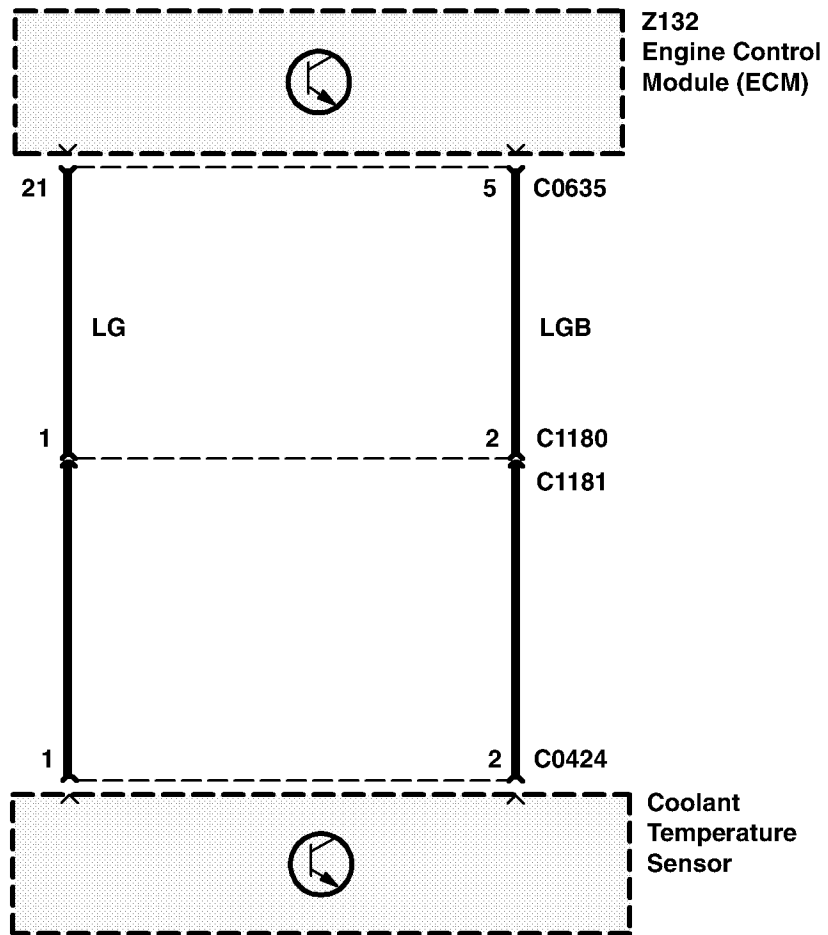 Z132
Engine Control
Module (ECM)
21
5
C0635
LG
LGB
1
2
C1180
C1181
1
2
C0424
Coolant
Temperature
Sensor